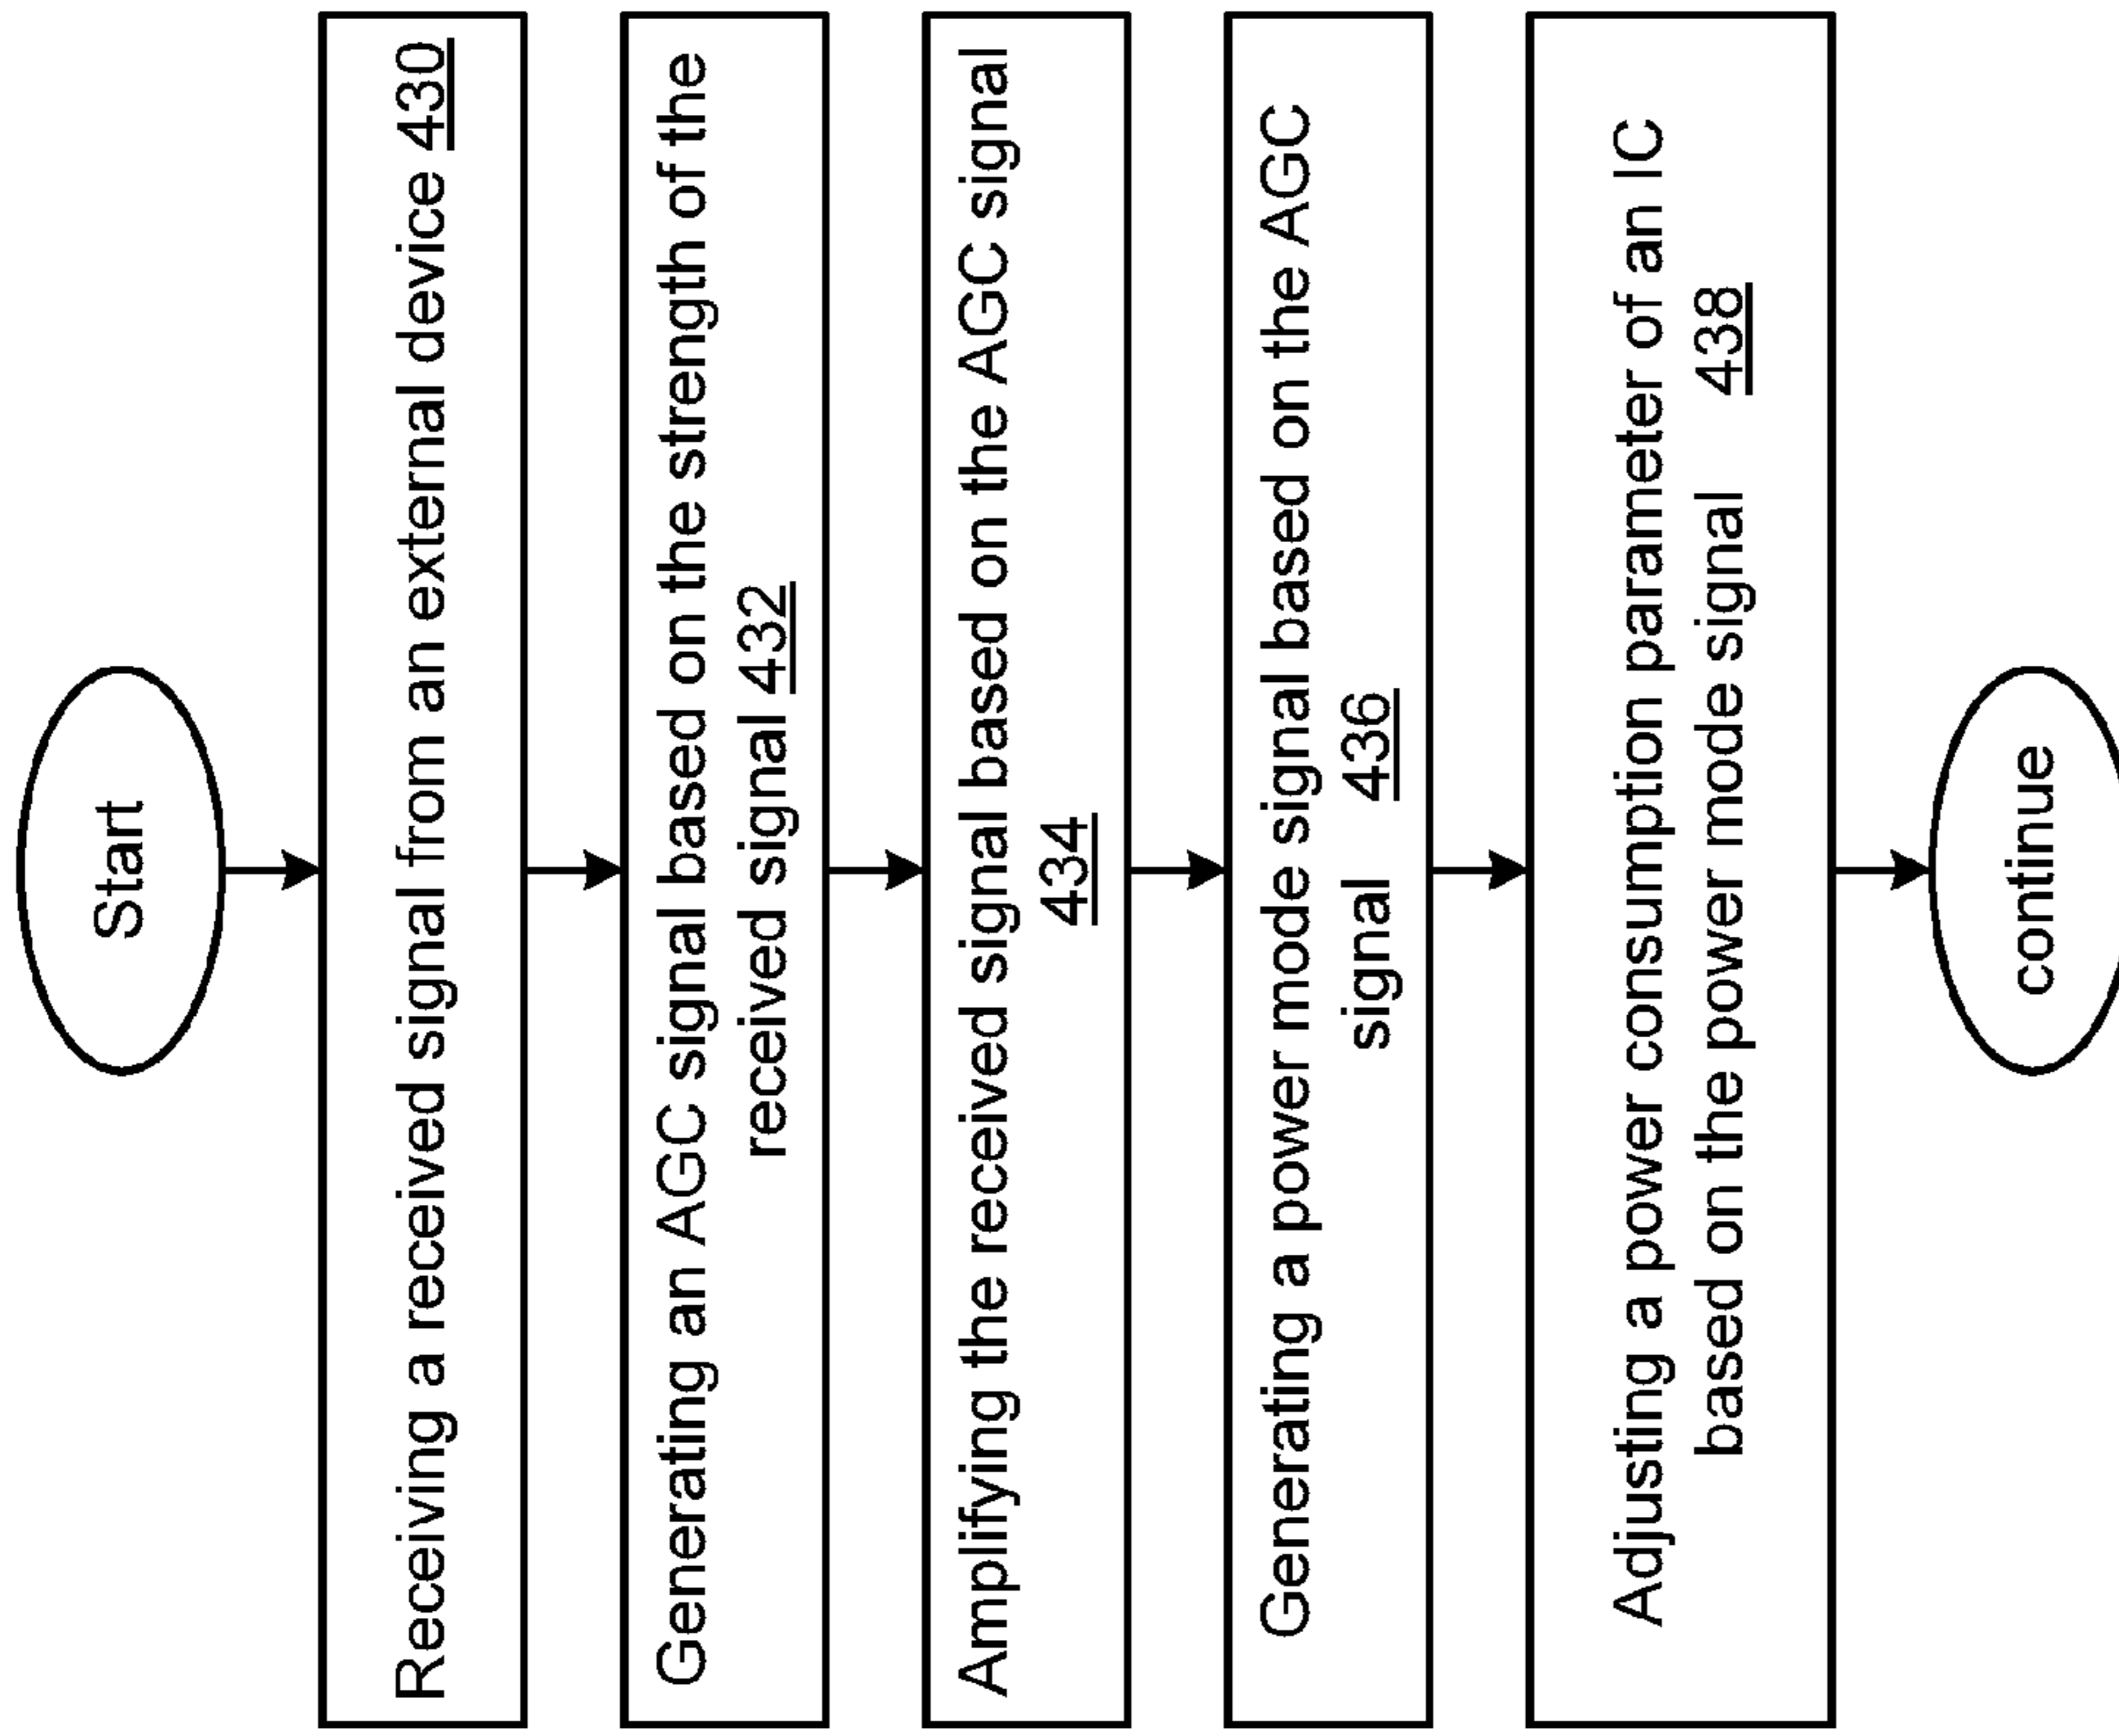 Start
Receiving a received signal from an external device 430
Generating an AGC signal based on the strength of the
received signal 432
Amplifying the received signal based on the AGC signal
434
Generating a power mode signal based on the AGC
signal 436
Adjusting a power consumption parameter of an IC
based on the power mode signal 438
continue